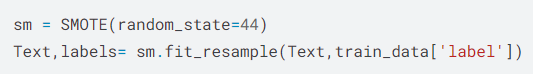 sm = SMOTE(random_state=44)
Text,labels= sm.fit_resample(Text,train_data['label'])